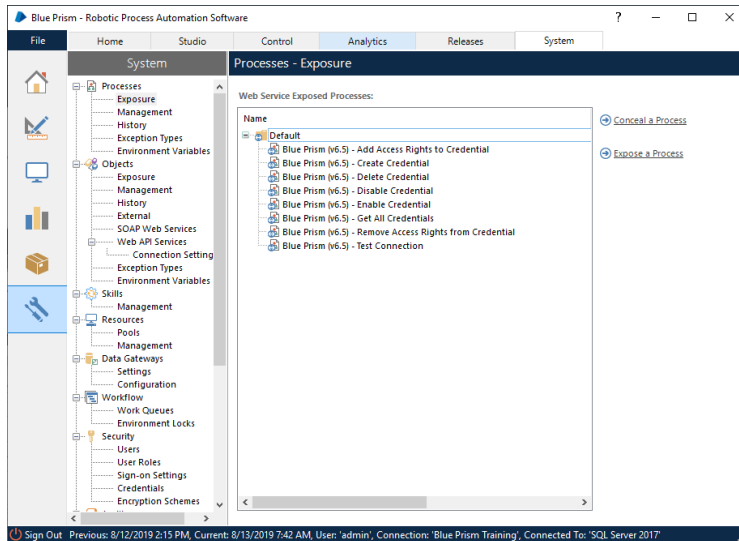 Blue Prism - Robotic Process Automation Software
?
File Home Studio Control Analytics Releases System
System
Processes - Exposure
Processes
Exposure
Management
History
Exception Types
Environment Variables
Objects
Exposure
Management
History
External
SOAP Web Services
Web API Services
Connection Setting
Exception Types
Environment Variables
Skills
Management
Resources
Pools
Management
Data Gateways
Settings
Configuration
Workflow
Work Queues
Environment Locks
Security
Users
User Roles
Sign-on Settings
Credentials
Encryption Schemes
Web Service Exposed Processes:
Name
Default
Blue Prism (v6.5) - Add Access Rights to Credential
Blue Prism (v6.5) - Create Credential
Blue Prism (v6.5) - Delete Credential
Blue Prism (v6.5) - Disable Credential
Blue Prism (v6.5) - Enable Credential
Blue Prism (v6.5) - Get All Credentials
Blue Prism (v6.5) - Remove Access Rights from Credential
Blue Prism (v6.5) - Test Connection
Conceal a Process
Expose a Process
Sign Out Previous: 8/12/2019 2:15 PM, Current: 8/13/2019 7:42 AM, User: 'admin', Connection: 'Blue Prism Training', Connected To: 'SQL Server 2017'